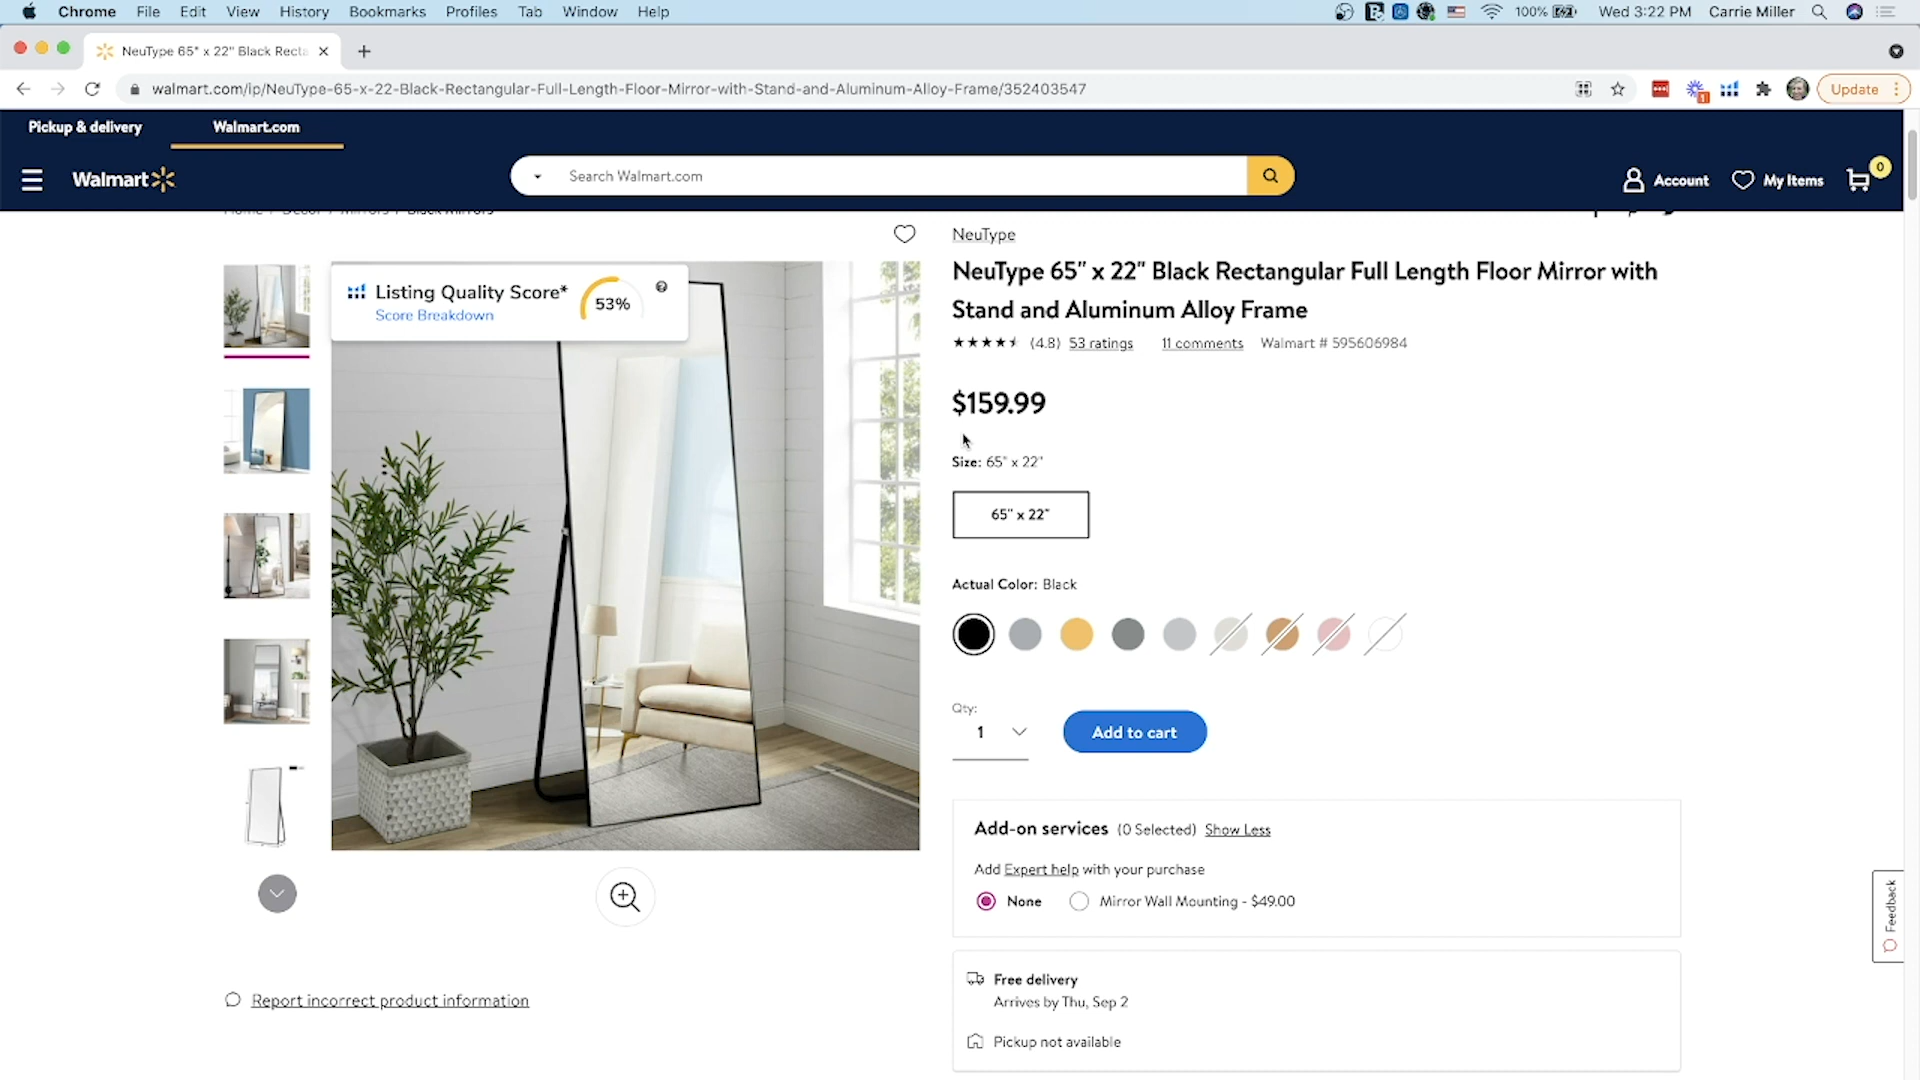 Chrome File Edit View History Bookmarks Profiles Tab Window Help
100% Wed 3:22 PM Carrie Miller
NeuType 65" x 22" Black Recta
walmart.com/ip/NeuType-65-x-22-Black-Rectangular-Full-Length-Floor-Mirror-with-Stand-and-Aluminum-Alloy-Frame/352403547
1
Update
Pickup & delivery
Walmart.com
Walmart
Search Walmart.com
Account
My Items
0
Home / Decor / Mirrors / Black Mirrors
NeuType
NeuType 65" x 22" Black Rectangular Full Length Floor Mirror with
Stand and Aluminum Alloy Frame
(4.8) 53 ratings 11 comments Walmart # 595606984
Listing Quality Score*
Score Breakdown
53%
$159.99
Size: 65" x 22"
65" x 22"
Actual Color: Black
Qty:
1
Add to cart
Add-on services (0 Selected) Show Less
Add Expert help with your purchase
None
Mirror Wall Mounting - $49.00
Free delivery
Arrives by Thu, Sep 2
Pickup not available
Feedback
Report incorrect product information